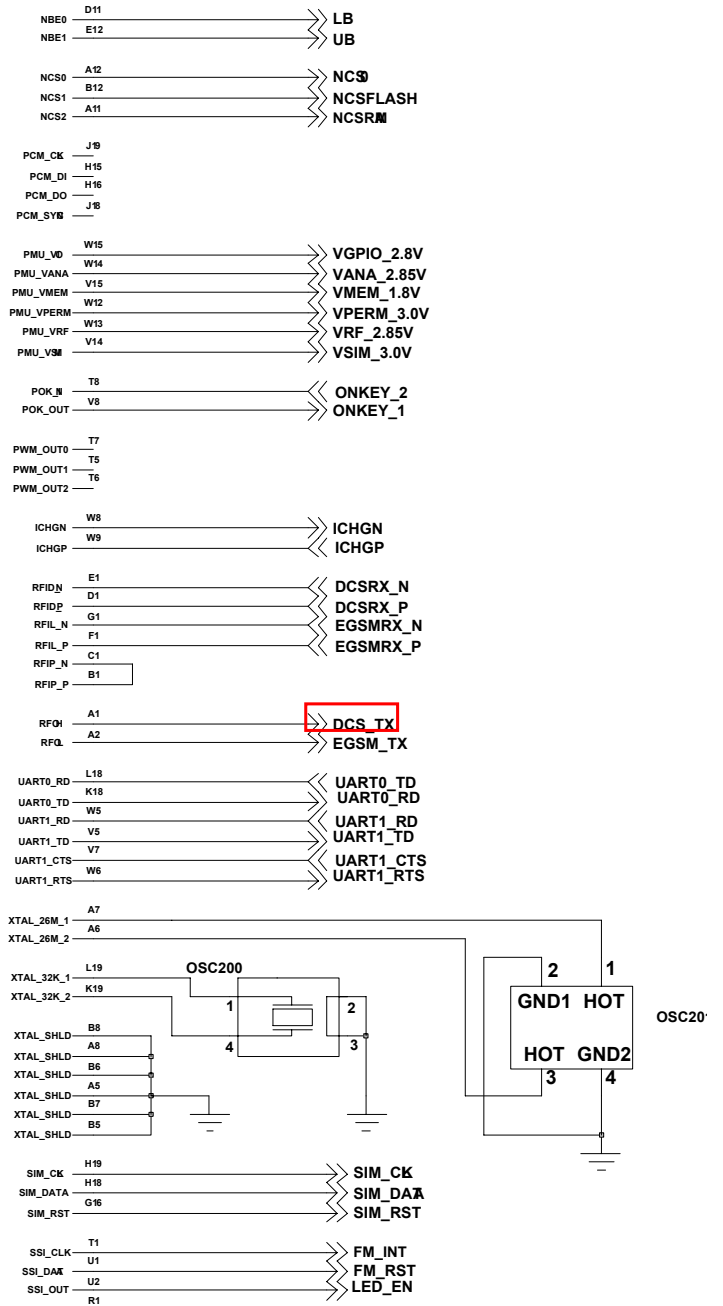 NBE0 D11 LB
NBE1 E12 UB
NCS0 A12 NCS0
NCS1 B12 NCSFLASH
NCS2 A11 NCSRAM
PCM_CLK J19
PCM_DI H15
PCM_DO H16
PCM_SYNC J18
PMU_VIO W15 VGPIO_2.8V
PMU_VANA W14 VANA_2.85V
PMU_VMEM V15 VMEM_1.8V
PMU_VPERM W12 VPERM_3.0V
PMU_VRF W13 VRF_2.85V
PMU_VSIM V14 VSIM_3.0V
POK_IN T8 ONKEY_2
POK_OUT V8 ONKEY_1
PWM_OUT0 T7
PWM_OUT1 T5
PWM_OUT2 T6
ICHGN W8 ICHGN
ICHGP W9 ICHGP
RFID_N E1 DCSRX_N
RFID_P D1 DCSRX_P
RFIL_N G1 EGSMRX_N
RFIL_P F1 EGSMRX_P
RFIP_N C1
RFIP_P B1
RFOH A1 DCS_TX
RFOL A2 EGSM_TX
UART0_RD L18 UART0_TD
UART0_TD K18 UART0_RD
UART1_RD W5 UART1_RD
UART1_TD V5 UART1_TD
UART1_CTS V7 UART1_CTS
UART1_RTS W6 UART1_RTS
XTAL_26M_1 A7
XTAL_26M_2 A6
XTAL_32K_1 L19
XTAL_32K_2 K19
OSC200
1 2
4 3
2 1
GND1 HOT
OSC201
HOT GND2
3 4
XTAL_SHLD B8
XTAL_SHLD A8
XTAL_SHLD B6
XTAL_SHLD A5
XTAL_SHLD B7
XTAL_SHLD B5
SIM_CLK H19 SIM_CLK
SIM_DATA H18 SIM_DATA
SIM_RST G16 SIM_RST
SSI_CLK T1 FM_INT
SSI_DATA U1 FM_RST
SSI_OUT U2 LED_EN
R1